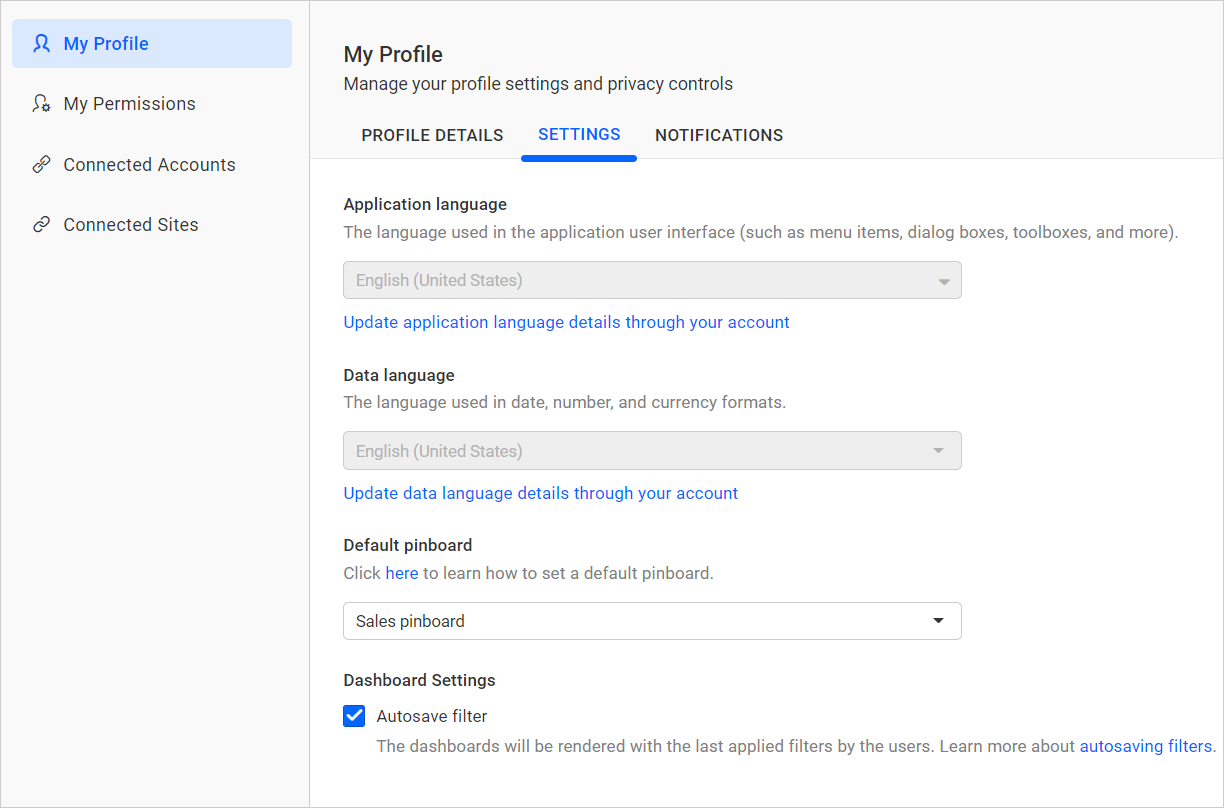 My Profile
My Permissions
Connected Accounts
Connected Sites
My Profile
Manage your profile settings and privacy controls
PROFILE DETAILS SETTINGS NOTIFICATIONS
Application language
The language used in the application user interface (such as menu items, dialog boxes, toolboxes, and more).
English (United States)
Update application language details through your account
Data language
The language used in date, number, and currency formats.
English (United States)
Update data language details through your account
Default pinboard
Click here to learn how to set a default pinboard.
Sales pinboard
Dashboard Settings
Autosave filter
The dashboards will be rendered with the last applied filters by the users. Learn more about autosaving filters.